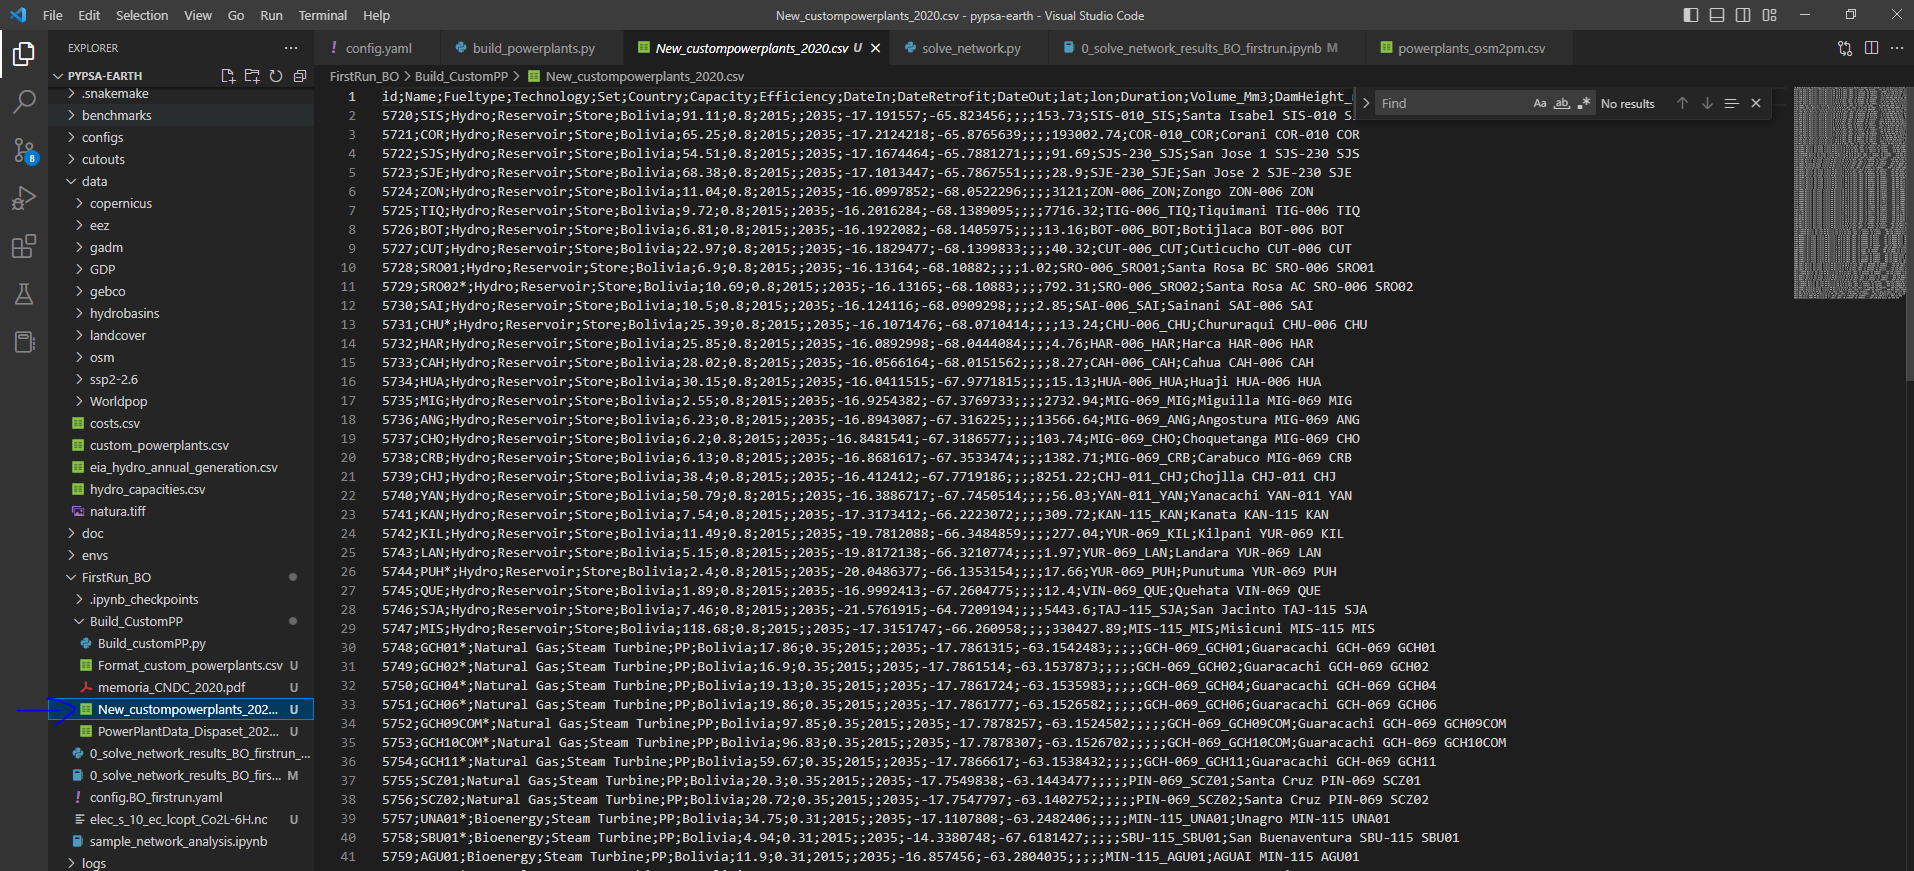 File Edit Selection View Go Run Terminal Help New_custompowerplants_2020.csv - pypsa-earth - Visual Studio Code
EXPLORER
config.yaml build_powerplants.py New_custompowerplants_2020.csv U solve_network.py 0_solve_network_results_BO_firstrun.ipynb M powerplants_osm2pm.csv
PYPSA-EARTH
FirstRun_BO > Build_CustomPP > New_custompowerplants_2020.csv
Find Aa ab No results
8
.snakemake
benchmarks
configs
cutouts
data
copernicus
eez
gadm
GDP
gebco
hydrobasins
landcover
osm
ssp2-2.6
Worldpop
costs.csv
custom_powerplants.csv
eia_hydro_annual_generation.csv
hydro_capacities.csv
natura.tiff
doc
envs
FirstRun_BO
.ipynb_checkpoints
Build_CustomPP
Build_customPP.py
Format_custom_powerplants.csv U
memoria_CNDC_2020.pdf U
New_custompowerplants_202... U
PowerPlantData_Dispaset_202... U
0_solve_network_results_BO_firstrun_...
0_solve_network_results_BO_firs... M
config.BO_firstrun.yaml
elec_s_10_ec_lcopt_Co2L-6H.nc U
sample_network_analysis.ipynb
logs
1 id;Name;Fueltype;Technology;Set;Country;Capacity;Efficiency;DateIn;DateRetrofit;DateOut;lat;lon;Duration;Volume_Mm3;DamHeight_
2 5720;SIS;Hydro;Reservoir;Store;Bolivia;91.11;0.8;2015;;2035;-17.191557;-65.823456;;;;153.73;SIS-010_SIS;Santa Isabel SIS-010 S
3 5721;COR;Hydro;Reservoir;Store;Bolivia;65.25;0.8;2015;;2035;-17.2124218;-65.8765639;;;;193002.74;COR-010_COR;Corani COR-010 COR
4 5722;SJS;Hydro;Reservoir;Store;Bolivia;54.51;0.8;2015;;2035;-17.1674464;-65.7881271;;;;91.69;SJS-230_SJS;San Jose 1 SJS-230 SJS
5 5723;SJE;Hydro;Reservoir;Store;Bolivia;68.38;0.8;2015;;2035;-17.1013447;-65.7867551;;;;28.9;SJE-230_SJE;San Jose 2 SJE-230 SJE
6 5724;ZON;Hydro;Reservoir;Store;Bolivia;11.04;0.8;2015;;2035;-16.0997852;-68.0522296;;;;3121;ZON-006_ZON;Zongo ZON-006 ZON
7 5725;TIQ;Hydro;Reservoir;Store;Bolivia;9.72;0.8;2015;;2035;-16.2016284;-68.1389095;;;;7716.32;TIG-006_TIQ;Tiquimani TIG-006 TIQ
8 5726;BOT;Hydro;Reservoir;Store;Bolivia;6.81;0.8;2015;;2035;-16.1922082;-68.1405975;;;;13.16;BOT-006_BOT;Botijlaca BOT-006 BOT
9 5727;CUT;Hydro;Reservoir;Store;Bolivia;22.97;0.8;2015;;2035;-16.1829477;-68.1399833;;;;40.32;CUT-006_CUT;Cuticucho CUT-006 CUT
10 5728;SRO01;Hydro;Reservoir;Store;Bolivia;6.9;0.8;2015;;2035;-16.13164;-68.10882;;;;1.02;SRO-006_SRO01;Santa Rosa BC SRO-006 SRO01
11 5729;SRO02*;Hydro;Reservoir;Store;Bolivia;10.69;0.8;2015;;2035;-16.13165;-68.10883;;;;792.31;SRO-006_SRO02;Santa Rosa AC SRO-006 SRO02
12 5730;SAI;Hydro;Reservoir;Store;Bolivia;10.5;0.8;2015;;2035;-16.124116;-68.0909298;;;;2.85;SAI-006_SAI;Sainani SAI-006 SAI
13 5731;CHU*;Hydro;Reservoir;Store;Bolivia;25.39;0.8;2015;;2035;-16.1071476;-68.0710414;;;;13.24;CHU-006_CHU;Chururaqui CHU-006 CHU
14 5732;HAR;Hydro;Reservoir;Store;Bolivia;25.85;0.8;2015;;2035;-16.0892998;-68.0444084;;;;4.76;HAR-006_HAR;Harca HAR-006 HAR
15 5733;CAH;Hydro;Reservoir;Store;Bolivia;28.02;0.8;2015;;2035;-16.0566164;-68.0151562;;;;8.27;CAH-006_CAH;Cahua CAH-006 CAH
16 5734;HUA;Hydro;Reservoir;Store;Bolivia;30.15;0.8;2015;;2035;-16.0411515;-67.9771815;;;;15.13;HUA-006_HUA;Huaji HUA-006 HUA
17 5735;MIG;Hydro;Reservoir;Store;Bolivia;2.55;0.8;2015;;2035;-16.9254382;-67.3769733;;;;2732.94;MIG-069_MIG;Miguilla MIG-069 MIG
18 5736;ANG;Hydro;Reservoir;Store;Bolivia;6.23;0.8;2015;;2035;-16.8943087;-67.316225;;;;13566.64;MIG-069_ANG;Angostura MIG-069 ANG
19 5737;CHO;Hydro;Reservoir;Store;Bolivia;6.2;0.8;2015;;2035;-16.8481541;-67.3186577;;;;103.74;MIG-069_CHO;Choquetanga MIG-069 CHO
20 5738;CRB;Hydro;Reservoir;Store;Bolivia;6.13;0.8;2015;;2035;-16.8681617;-67.3533474;;;;1382.71;MIG-069_CRB;Carabuco MIG-069 CRB
21 5739;CHJ;Hydro;Reservoir;Store;Bolivia;38.4;0.8;2015;;2035;-16.412412;-67.7719186;;;;8251.22;CHJ-011_CHJ;Chojlla CHJ-011 CHJ
22 5740;YAN;Hydro;Reservoir;Store;Bolivia;50.79;0.8;2015;;2035;-16.3886717;-67.7450514;;;;56.03;YAN-011_YAN;Yanacachi YAN-011 YAN
23 5741;KAN;Hydro;Reservoir;Store;Bolivia;7.54;0.8;2015;;2035;-17.3173412;-66.2223072;;;;309.72;KAN-115_KAN;Kanata KAN-115 KAN
24 5742;KIL;Hydro;Reservoir;Store;Bolivia;11.49;0.8;2015;;2035;-19.7812088;-66.3484859;;;;277.04;YUR-069_KIL;Kilpani YUR-069 KIL
25 5743;LAN;Hydro;Reservoir;Store;Bolivia;5.15;0.8;2015;;2035;-19.8172138;-66.3210774;;;;1.97;YUR-069_LAN;Landara YUR-069 LAN
26 5744;PUH*;Hydro;Reservoir;Store;Bolivia;2.4;0.8;2015;;2035;-20.0486377;-66.1353154;;;;17.66;YUR-069_PUH;Punutuma YUR-069 PUH
27 5745;QUE;Hydro;Reservoir;Store;Bolivia;1.89;0.8;2015;;2035;-16.9992413;-67.2604775;;;;12.4;VIN-069_QUE;Quehata VIN-069 QUE
28 5746;SJA;Hydro;Reservoir;Store;Bolivia;7.46;0.8;2015;;2035;-21.5761915;-64.7209194;;;;5443.6;TAJ-115_SJA;San Jacinto TAJ-115 SJA
29 5747;MIS;Hydro;Reservoir;Store;Bolivia;118.68;0.8;2015;;2035;-17.3151747;-66.260958;;;;330427.89;MIS-115_MIS;Misicuni MIS-115 MIS
30 5748;GCH01*;Natural Gas;Steam Turbine;PP;Bolivia;17.86;0.35;2015;;2035;-17.7861315;-63.1542483;;;;;GCH-069_GCH01;Guaracachi GCH-069 GCH01
31 5749;GCH02*;Natural Gas;Steam Turbine;PP;Bolivia;16.9;0.35;2015;;2035;-17.7861514;-63.1537873;;;;;GCH-069_GCH02;Guaracachi GCH-069 GCH02
32 5750;GCH04*;Natural Gas;Steam Turbine;PP;Bolivia;19.13;0.35;2015;;2035;-17.7861724;-63.1535983;;;;;GCH-069_GCH04;Guaracachi GCH-069 GCH04
33 5751;GCH06*;Natural Gas;Steam Turbine;PP;Bolivia;19.86;0.35;2015;;2035;-17.7861777;-63.1526582;;;;;GCH-069_GCH06;Guaracachi GCH-069 GCH06
34 5752;GCH09COM*;Natural Gas;Steam Turbine;PP;Bolivia;97.85;0.35;2015;;2035;-17.7878257;-63.1524502;;;;;GCH-069_GCH09COM;Guaracachi GCH-069 GCH09COM
35 5753;GCH10COM*;Natural Gas;Steam Turbine;PP;Bolivia;96.83;0.35;2015;;2035;-17.7878307;-63.1526702;;;;;GCH-069_GCH10COM;Guaracachi GCH-069 GCH10COM
36 5754;GCH11*;Natural Gas;Steam Turbine;PP;Bolivia;59.67;0.35;2015;;2035;-17.7866617;-63.1538432;;;;;GCH-069_GCH11;Guaracachi GCH-069 GCH11
37 5755;SCZ01;Natural Gas;Steam Turbine;PP;Bolivia;20.3;0.35;2015;;2035;-17.7549838;-63.1443477;;;;;PIN-069_SCZ01;Santa Cruz PIN-069 SCZ01
38 5756;SCZ02;Natural Gas;Steam Turbine;PP;Bolivia;20.72;0.35;2015;;2035;-17.7547797;-63.1402752;;;;;PIN-069_SCZ02;Santa Cruz PIN-069 SCZ02
39 5757;UNA01*;Bioenergy;Steam Turbine;PP;Bolivia;34.75;0.31;2015;;2035;-17.1107808;-63.2482406;;;;;MIN-115_UNA01;Unagro MIN-115 UNA01
40 5758;SBU01*;Bioenergy;Steam Turbine;PP;Bolivia;4.94;0.31;2015;;2035;-14.3380748;-67.6181427;;;;;SBU-115_SBU01;San Buenaventura SBU-115 SBU01
41 5759;AGU01;Bioenergy;Steam Turbine;PP;Bolivia;11.9;0.31;2015;;2035;-16.857456;-63.2804035;;;;;MIN-115_AGU01;AGUAI MIN-115 AGU01